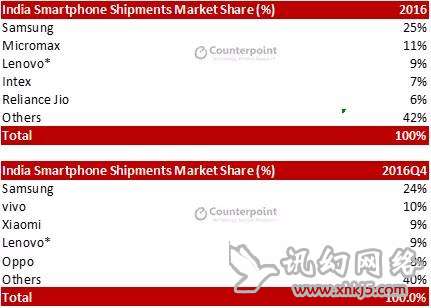 India Smartphone Shipments Market Share (%) 2016
Samsung 25%
Micromax 11%
Counterpoint
Lenovo* 9%
Intex 7%
Reliance Jio 6%
Others 42%
Total 100%
India Smartphone Shipments Market Share (%) 2016Q4
Samsung 24%
vivo 10%
Counterpoint
Xiaomi 9%
Lenovo* 9%
Oppo 8%
讯幻网络
Others 40%
www.xnkj5.com
Total 100.0%